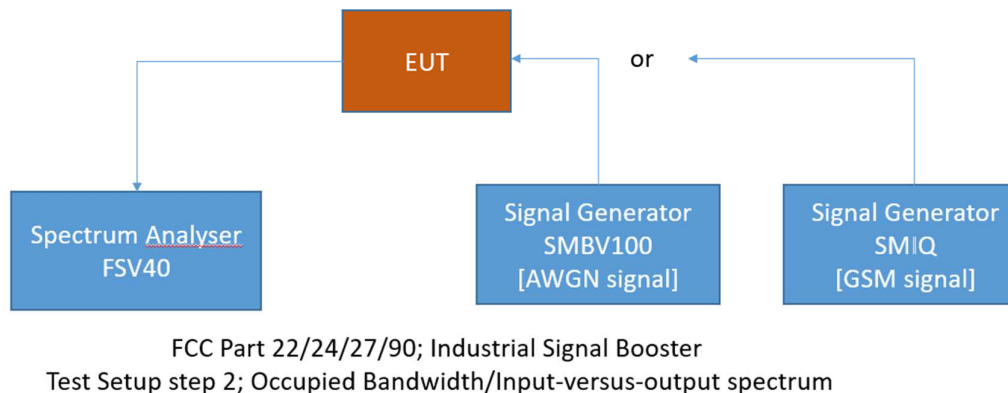 EUT
or
Spectrum Analyser
FSV40
Signal Generator
SMBV100
[AWGN signal]
Signal Generator
SMIQ
[GSM signal]
FCC Part 22/24/27/90; Industrial Signal Booster
Test Setup step 2; Occupied Bandwidth/Input-versus-output spectrum